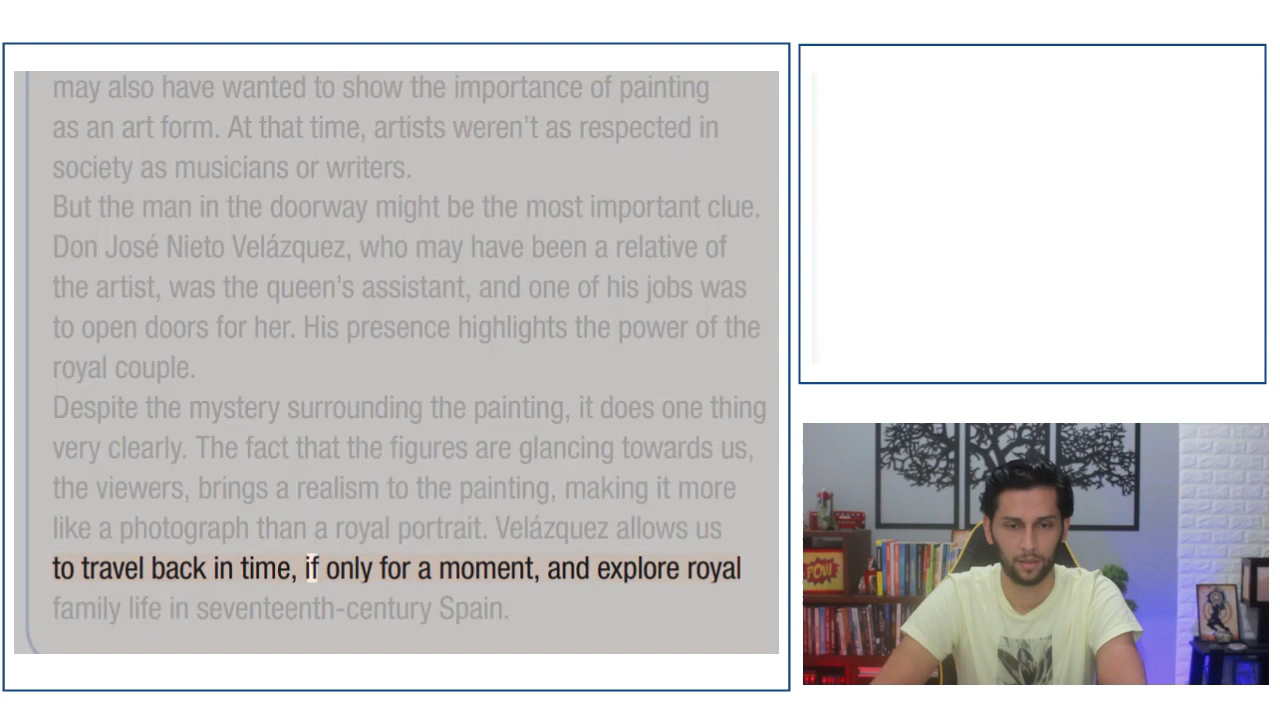 may also have wanted to show the importance of painting
as an art form. At that time, artists weren't as respected in
society as musicians or writers.
But the man in the doorway might be the most important clue.
Don José Nieto Velázquez, who may have been a relative of
the artist, was the queen's assistant, and one of his jobs was
to open doors for her. His presence highlights the power of the
royal couple.
Despite the mystery surrounding the painting, it does one thing
very clearly. The fact that the figures are glancing towards us,
the viewers, brings a realism to the painting, making it more
like a photograph than a royal portrait. Velázquez allows us
to travel back in time, if only for a moment, and explore royal
family life in seventeenth-century Spain.
POW